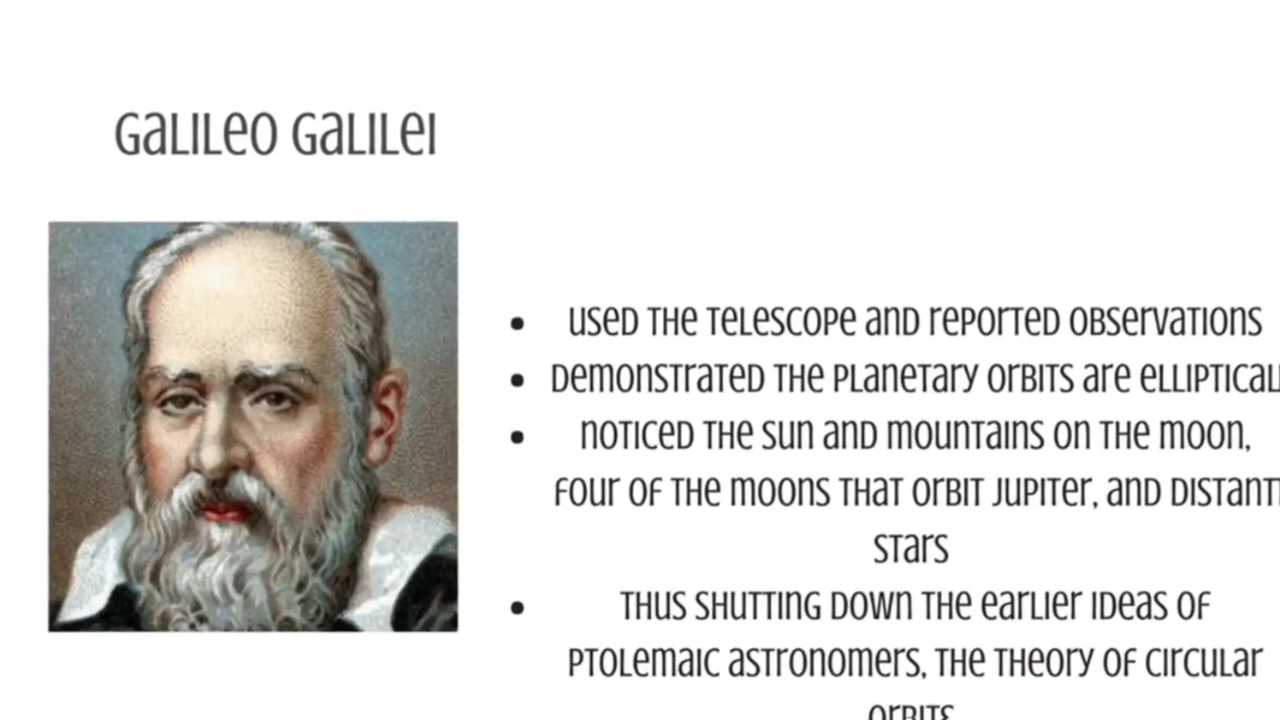 Galileo Galilei
• used the telescope and reported observations
• Demonstrated the planetary orbits are elliptical
• noticed the sun and mountains on the moon,
four of the moons that orbit Jupiter, and distant
stars
• Thus shutting down the earlier ideas of
Ptolemaic astronomers, the theory of circular
orbits